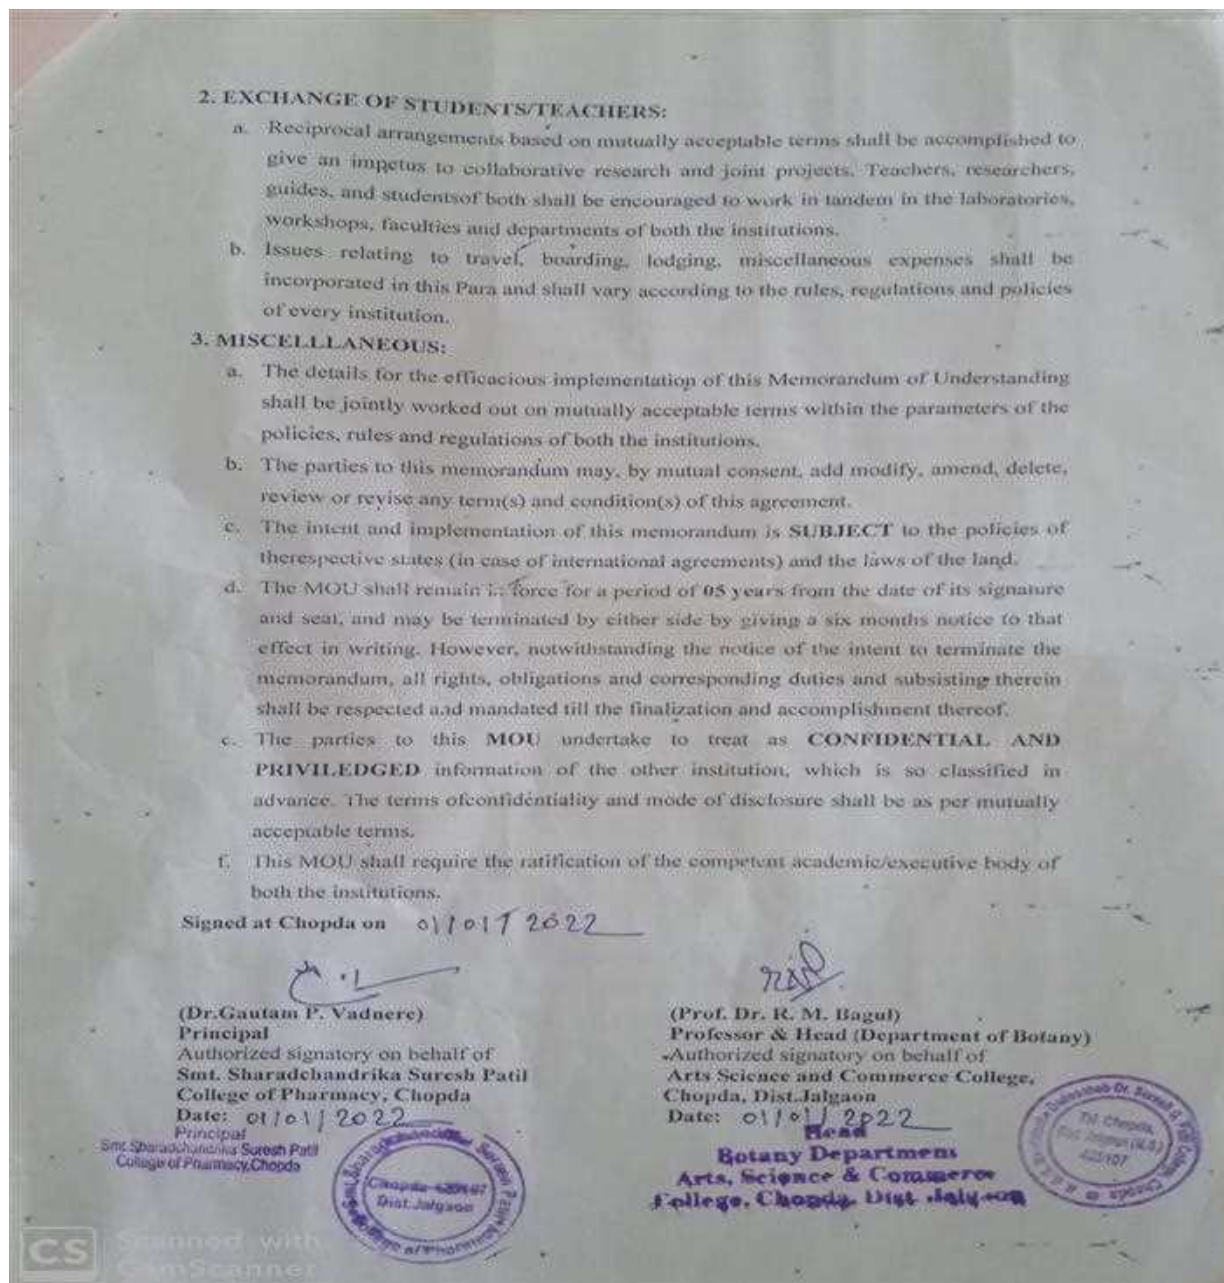 2. EXCHANGE OF STUDENTS/TEACHERS:
a. Reciprocal arrangements based on mutually acceptable terms shall be accomplished to
give an impetus to collaborative research and joint projects. Teachers, researchers,
guides, and studentsof both shall be encouraged to work in tandem in the laboratories,
workshops, faculties and departments of both the institutions.
b. Issues relating to travel, boarding, lodging, miscellaneous expenses shall be
incorporated in this Para and shall vary according to the rules, regulations and policies
of every institution.
3. MISCELLLANEOUS:
a. The details for the efficacious implementation of this Memorandum of Understanding
shall be jointly worked out on mutually acceptable terms within the parameters of the
policies, rules and regulations of both the institutions.
b. The parties to this memorandum may, by mutual consent, add modify, amend, delete,
review or revise any term(s) and condition(s) of this agreement.
c. The intent and implementation of this memorandum is SUBJECT to the policies of
therespective states (in case of international agreements) and the laws of the land.
d. The MOU shall remain in force for a period of 05 years from the date of its signature
and seal, and may be terminated by either side by giving a six months notice to that
effect in writing. However, notwithstanding the notice of the intent to terminate the
memorandum, all rights, obligations and corresponding duties and subsisting therein
shall be respected and mandated till the finalization and accomplishment thereof.
e. The parties to this MOU undertake to treat as CONFIDENTIAL AND
PRIVILEDGED information of the other institution, which is so classified in
advance. The terms ofconfidentiality and mode of disclosure shall be as per mutually
acceptable terms.
f. This MOU shall require the ratification of the competent academic/executive body of
both the institutions.
Signed at Chopda on 01/01/2022
(Dr.Gautam P. Vadnere)
Principal
Authorized signatory on behalf of
Smt. Sharadchandrika Suresh Patil
College of Pharmacy, Chopda
Date: 01/01/2022
Principal
Smt.Sharadchandrika Suresh Patil
College of Pharmacy,Chopda
Chopda
Dist.Jalgaon
(Prof. Dr. R. M. Bagul)
Professor & Head (Department of Botany)
Authorized signatory on behalf of
Arts Science and Commerce College,
Chopda, Dist.Jalgaon
Date: 01/01/2022
Head
Botany Department
Arts, Science & Commerce
College, Chopda, Dist Jalgaon
Tal. Chopda,
425107
CS Scanned with
CamScanner